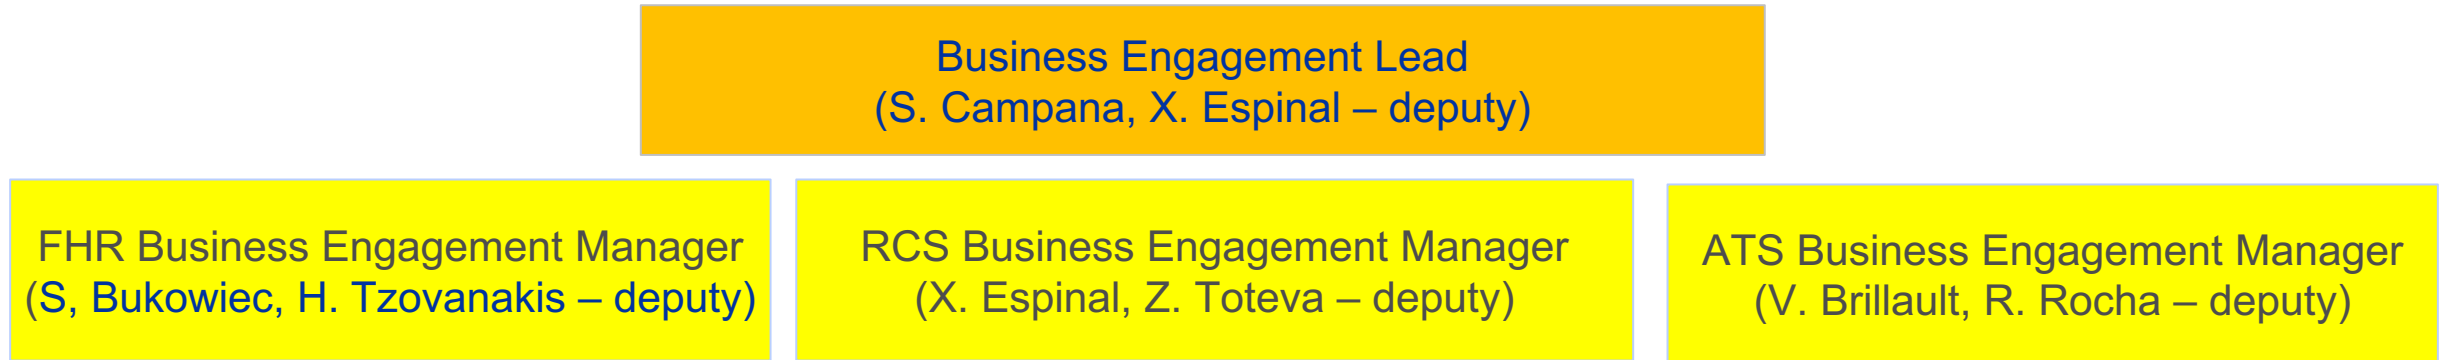 Business Engagement Lead
(S. Campana, X. Espinal – deputy)
FHR Business Engagement Manager
(S, Bukowiec, H. Tzovanakis – deputy)
RCS Business Engagement Manager
(X. Espinal, Z. Toteva – deputy)
ATS Business Engagement Manager
(V. Brillault, R. Rocha – deputy)